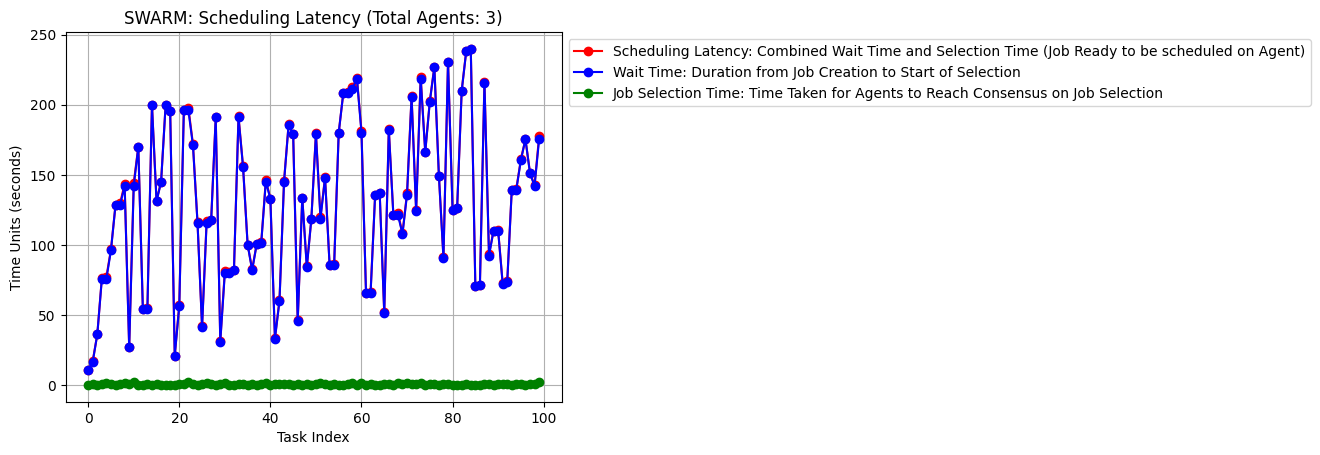 SWARM: Scheduling Latency (Total Agents: 3)
Scheduling Latency: Combined Wait Time and Selection Time (Job Ready to be scheduled on Agent)
Wait Time: Duration from Job Creation to Start of Selection
Job Selection Time: Time Taken for Agents to Reach Consensus on Job Selection
Time Units (seconds)
250
200
150
100
50
0
0 20 40 60 80 100
Task Index